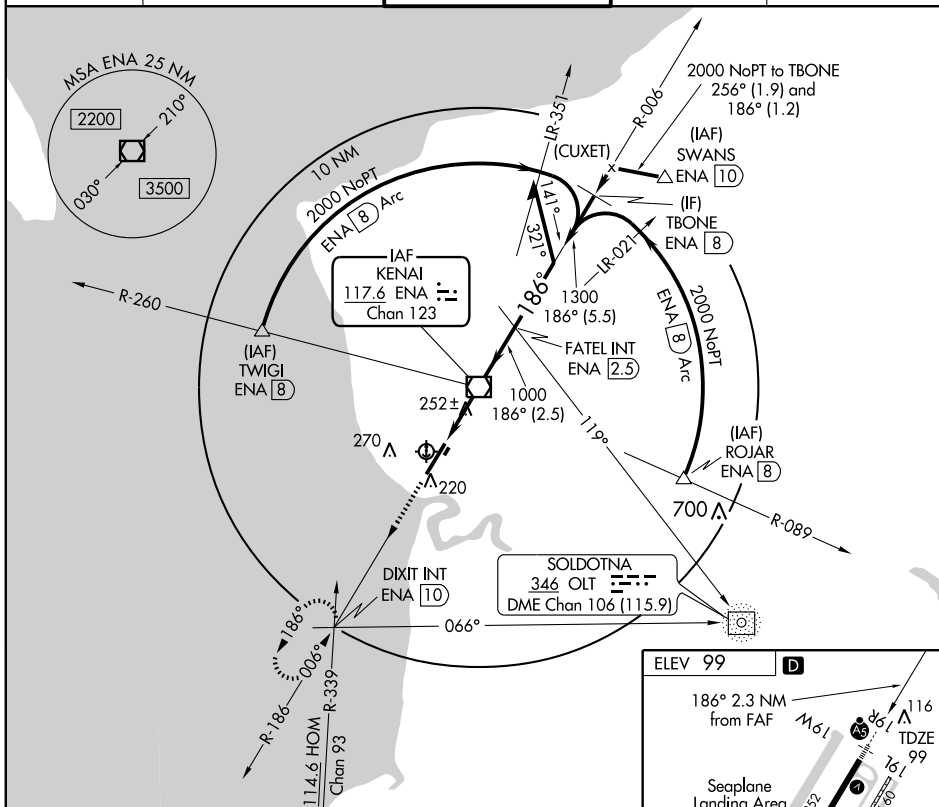 MSA ENA 25 NM
2200
210°
030°
3500
10 NM
2000 NoPT
ENA 8 Arc
LR-351
R-006
2000 NoPT to TBONE
256° (1.9) and
186° (1.2)
(CUXET)
x
(IAF)
SWANS
ENA 10
(IF)
TBONE
ENA 8
141°
321°
LR-021
186°
1300
186° (5.5)
2000 NoPT
ENA 8 Arc
IAF
KENAI
117.6 ENA
Chan 123
R-260
(IAF)
TWIGI
ENA 8
FATEL INT
ENA 2.5
1000
186° (2.5)
252±
119°
270
220
(IAF)
ROJAR
ENA 8
700
R-089
SOLDOTNA
346 OLT
DME Chan 106 (115.9)
DIXIT INT
ENA 10
066°
186°
006°
R-186
R-339
114.6 HOM
Chan 93
ELEV 99
D
186° 2.3 NM
from FAF
W61
19R
116
A5
TDZE
99
19L
Seaplane
Landing Area
60